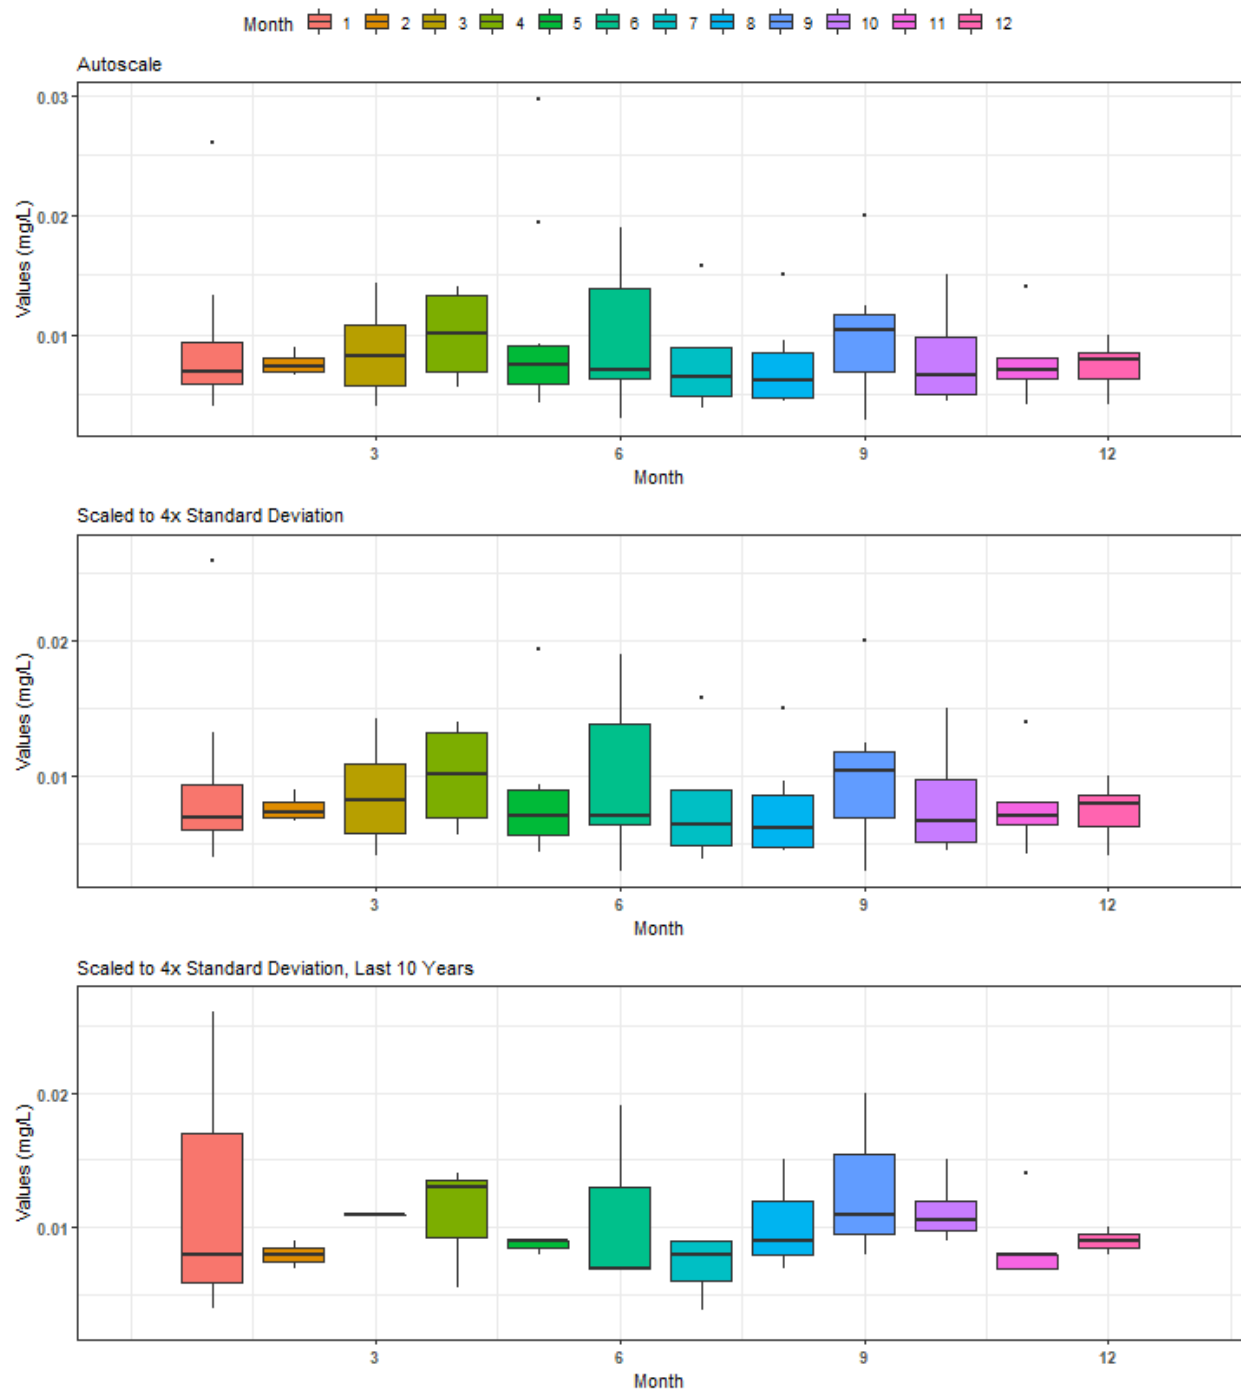 Month 1 2 3 4 5 6 7 8 9 10 11 12
Autoscale
Values (mg/L)
0.03
0.02
0.01
3 6 9 12
Month
Scaled to 4x Standard Deviation
Values (mg/L)
0.02
0.01
3 6 9 12
Month
Scaled to 4x Standard Deviation, Last 10 Years
Values (mg/L)
0.02
0.01
3 6 9 12
Month